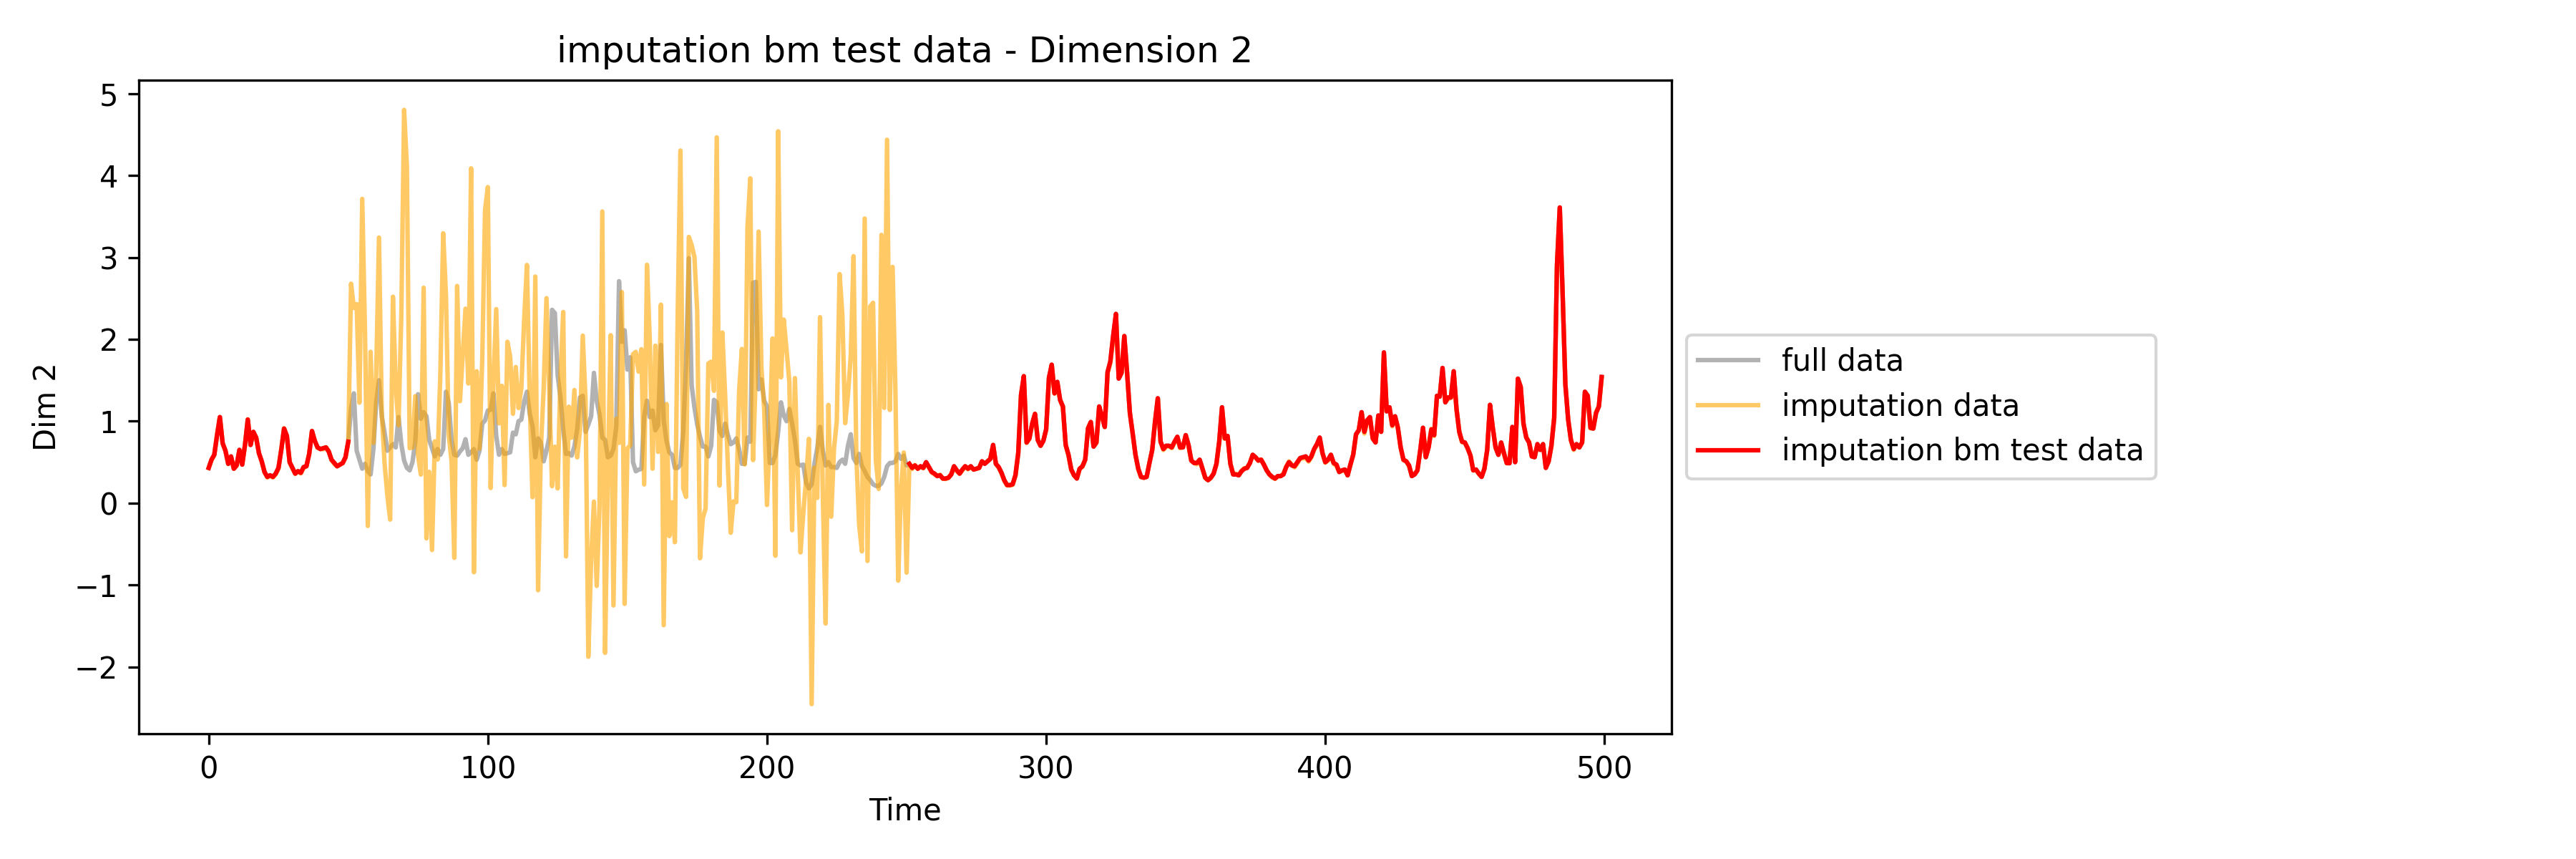 imputation bm test data - Dimension 2
5
4
3
2
1
0
−1
−2
Dim 2
0 100 200 300 400 500
Time
full data
imputation data
imputation bm test data